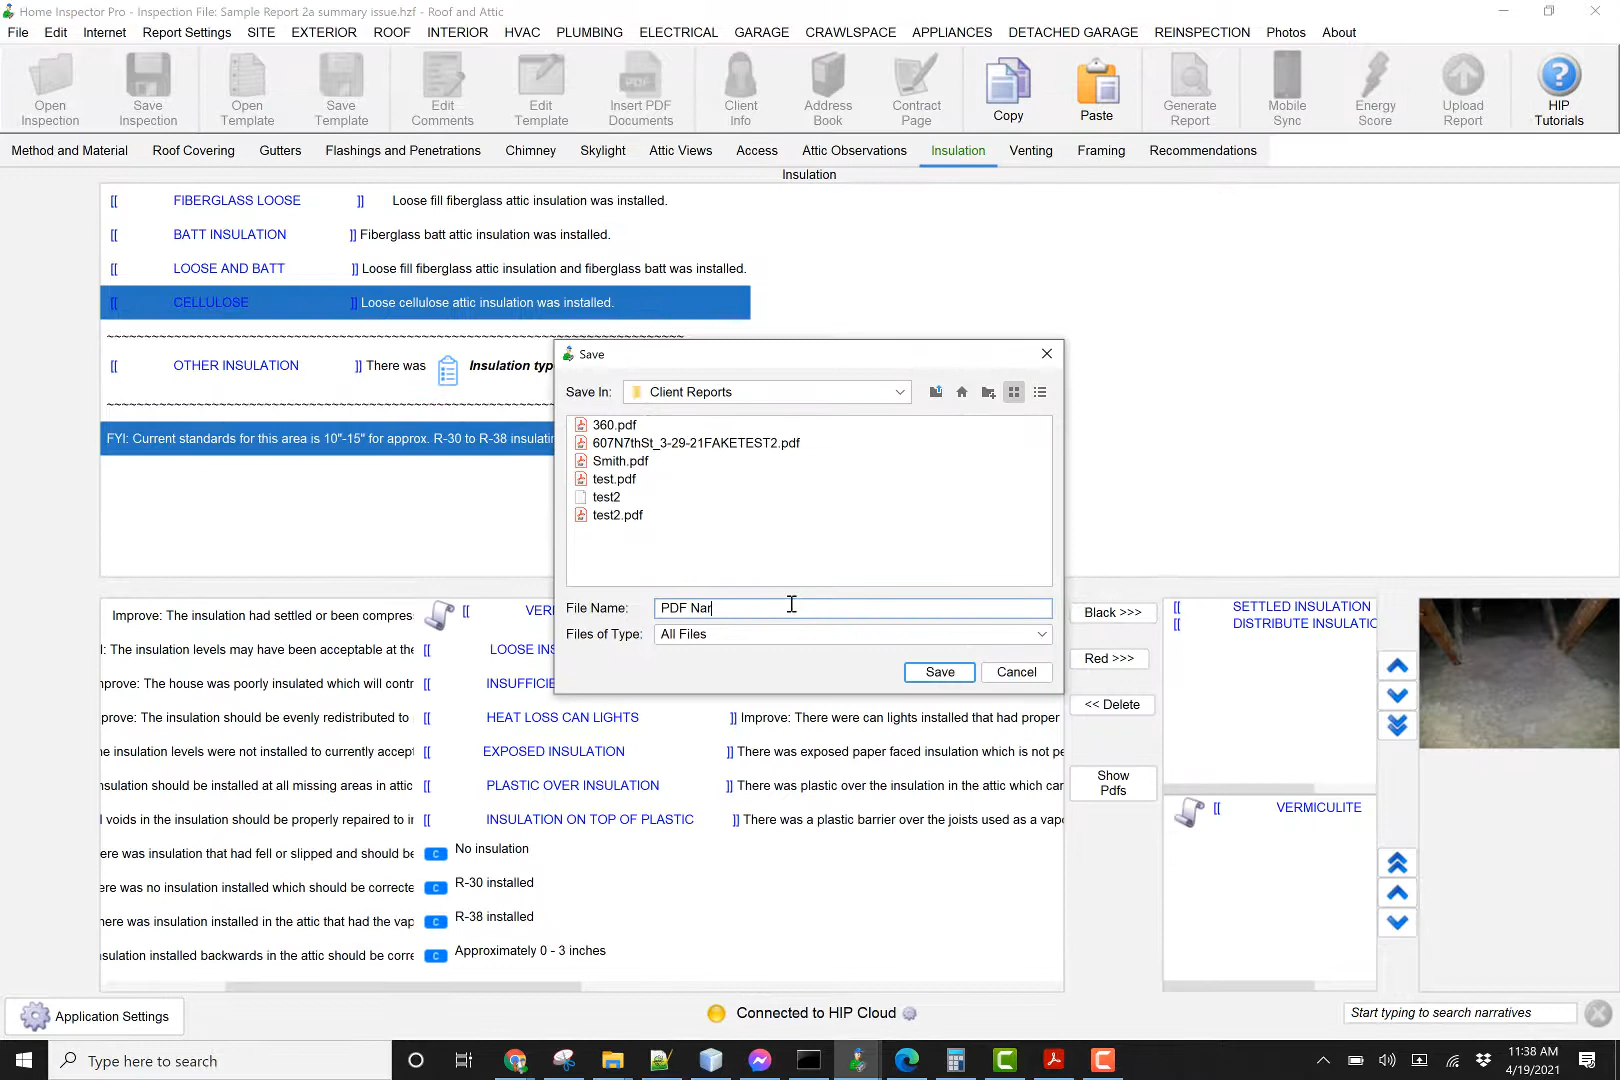 Home Inspector Pro - Inspection File: Sample Report 2a summary issue.hzf - Roof and Attic
File Edit Internet Report Settings SITE EXTERIOR ROOF INTERIOR HVAC PLUMBING ELECTRICAL GARAGE CRAWLSPACE APPLIANCES DETACHED GARAGE REINSPECTION Photos About
Open Inspection
Save Inspection
Open Template
Save Template
Edit Comments
Edit Template
Insert PDF Documents
Client Info
Address Book
Contract Page
Copy
Paste
Generate Report
Mobile Sync
Energy Score
Upload Report
HIP Tutorials
Method and Material Roof Covering Gutters Flashings and Penetrations Chimney Skylight Attic Views Access Attic Observations Insulation Venting Framing Recommendations
Insulation
[[ FIBERGLASS LOOSE ]] Loose fill fiberglass attic insulation was installed.
[[ BATT INSULATION ]] Fiberglass batt attic insulation was installed.
[[ LOOSE AND BATT ]] Loose fill fiberglass attic insulation and fiberglass batt was installed.
[[ CELLULOSE ]] Loose cellulose attic insulation was installed.
[[ OTHER INSULATION ]] There was Insulation typ
FYI: Current standards for this area is 10"-15" for approx. R-30 to R-38 insulatin
Save
Save In: Client Reports
360.pdf
607N7thSt_3-29-21FAKETEST2.pdf
Smith.pdf
test.pdf
test2
test2.pdf
File Name: PDF Nar
Files of Type: All Files
Save Cancel
Improve: The insulation had settled or been compres [[ VER
l: The insulation levels may have been acceptable at the [[ LOOSE INS
nprove: The house was poorly insulated which will contr [[ INSUFFICIE
prove: The insulation should be evenly redistributed to [[ HEAT LOSS CAN LIGHTS ]] Improve: There were can lights installed that had proper
ie insulation levels were not installed to currently accept [[ EXPOSED INSULATION ]] There was exposed paper faced insulation which is not pe
nsulation should be installed at all missing areas in attic [[ PLASTIC OVER INSULATION ]] There was plastic over the insulation in the attic which car
l voids in the insulation should be properly repaired to ir [[ INSULATION ON TOP OF PLASTIC ]] There was a plastic barrier over the joists used as a vapo
ere was insulation that had fell or slipped and should be C No insulation
ere was no insulation installed which should be correcte C R-30 installed
here was insulation installed in the attic that had the vap C R-38 installed
sulation installed backwards in the attic should be corre C Approximately 0 - 3 inches
Black >>>
Red >>>
<< Delete
Show Pdfs
[[ SETTLED INSULATION
[[ DISTRIBUTE INSULATIC
[[ VERMICULITE
Application Settings
Connected to HIP Cloud
Start typing to search narratives
Type here to search
11:38 AM
4/19/2021